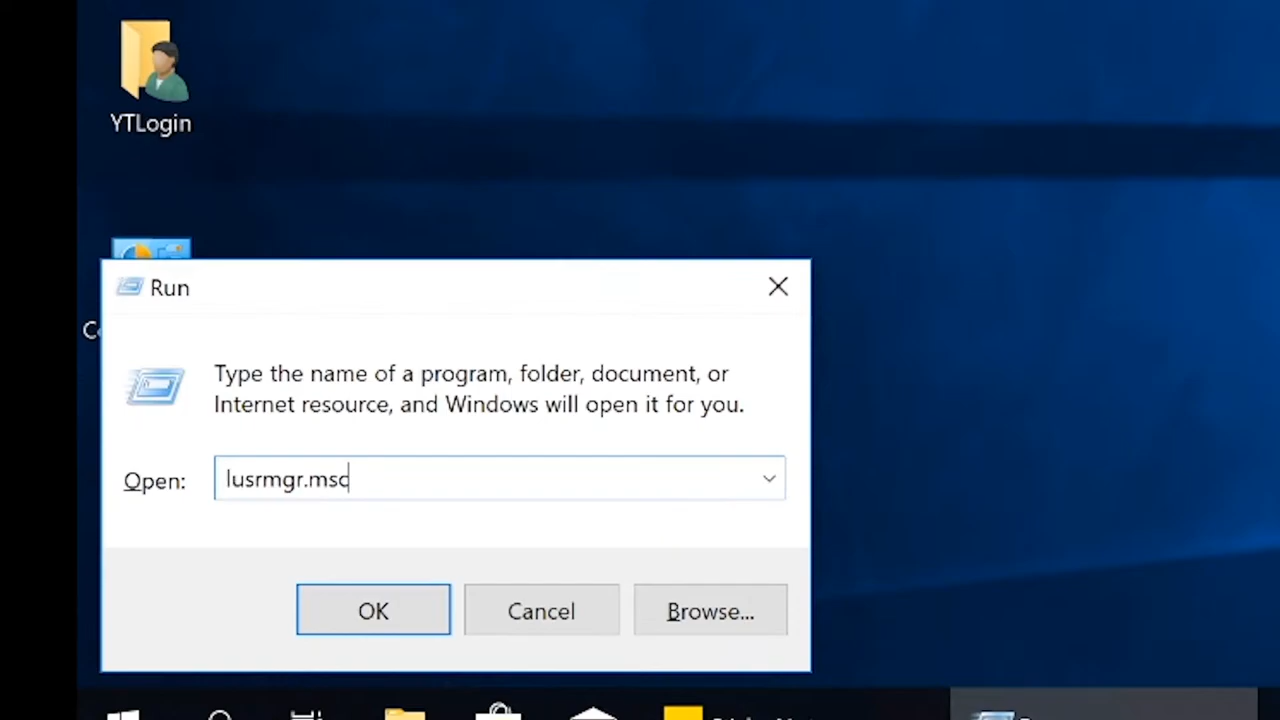 YTLogin
Run
Type the name of a program, folder, document, or
Internet resource, and Windows will open it for you.
Open: lusrmgr.msc
OK Cancel Browse...